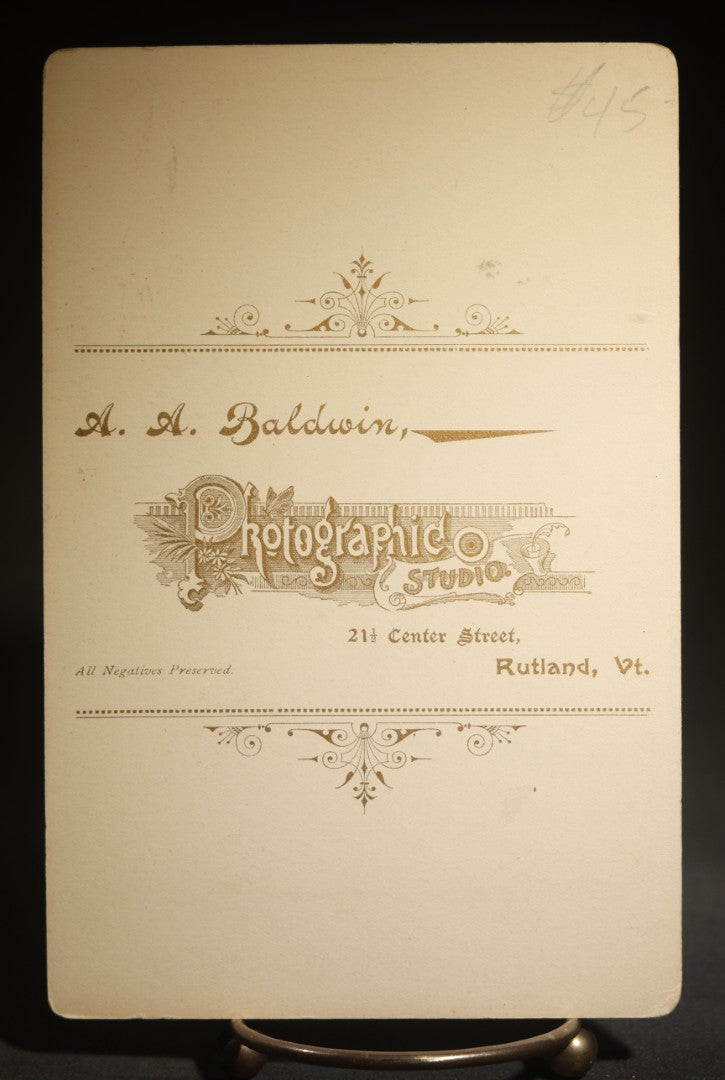 $45
A. A. Baldwin,
Photographic
STUDIO.
21½ Center Street,
All Negatives Preserved.
Rutland, Vt.